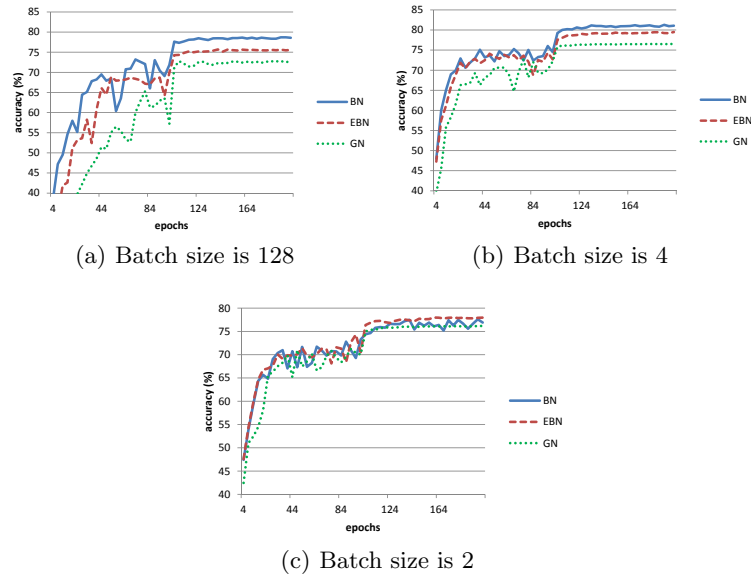 85
80
75
70
65
60
55
50
45
40
accuracy (%)
4 44 84 124 164
epochs
BN
EBN
GN
(a) Batch size is 128
85
80
75
70
65
60
55
50
45
40
accuracy (%)
4 44 84 124 164
epochs
BN
EBN
GN
(b) Batch size is 4
80
75
70
65
60
55
50
45
40
accuracy (%)
4 44 84 124 164
epochs
BN
EBN
GN
(c) Batch size is 2